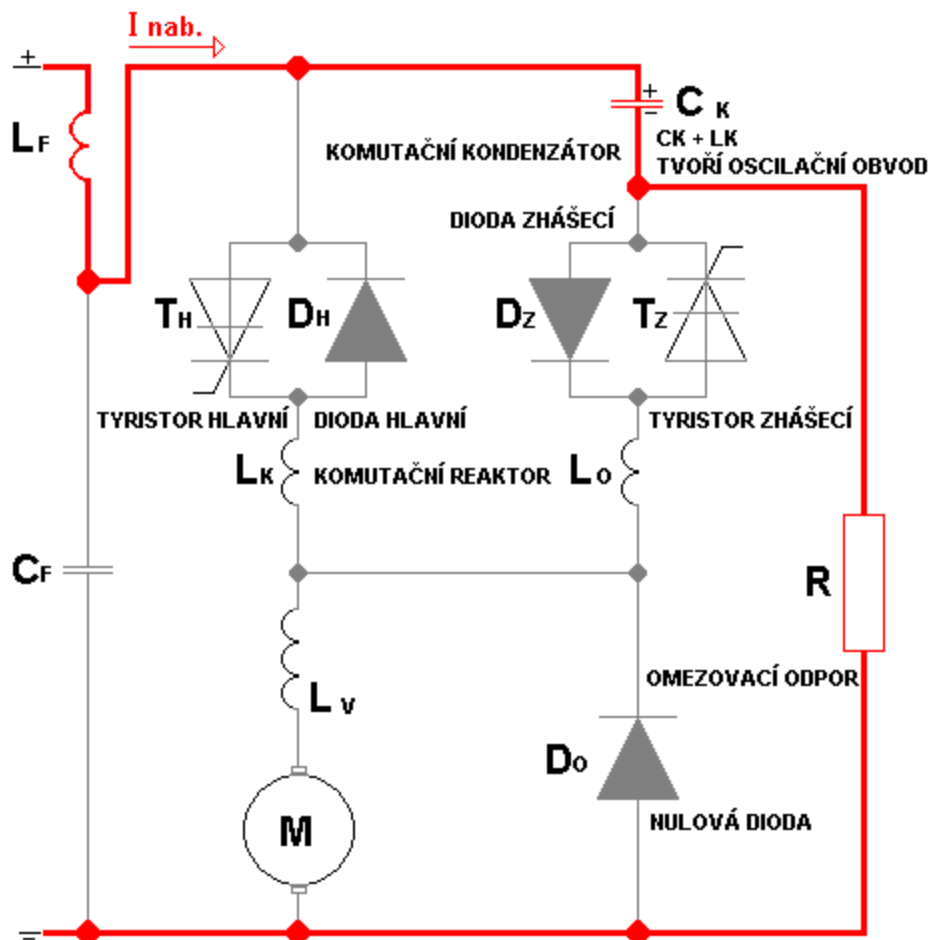 I nab.
+
LF
+
–
CK
CK + LK
TVOŘÍ OSCILAČNÍ OBVOD
KOMUTAČNÍ KONDENZÁTOR
DIODA ZHÁŠECÍ
TH
DH
DZ
TZ
TYRISTOR HLAVNÍ
DIODA HLAVNÍ
TYRISTOR ZHÁŠECÍ
LK
KOMUTAČNÍ REAKTOR
LO
CF
R
OMEZOVACÍ ODPOR
LV
DO
M
NULOVÁ DIODA
–